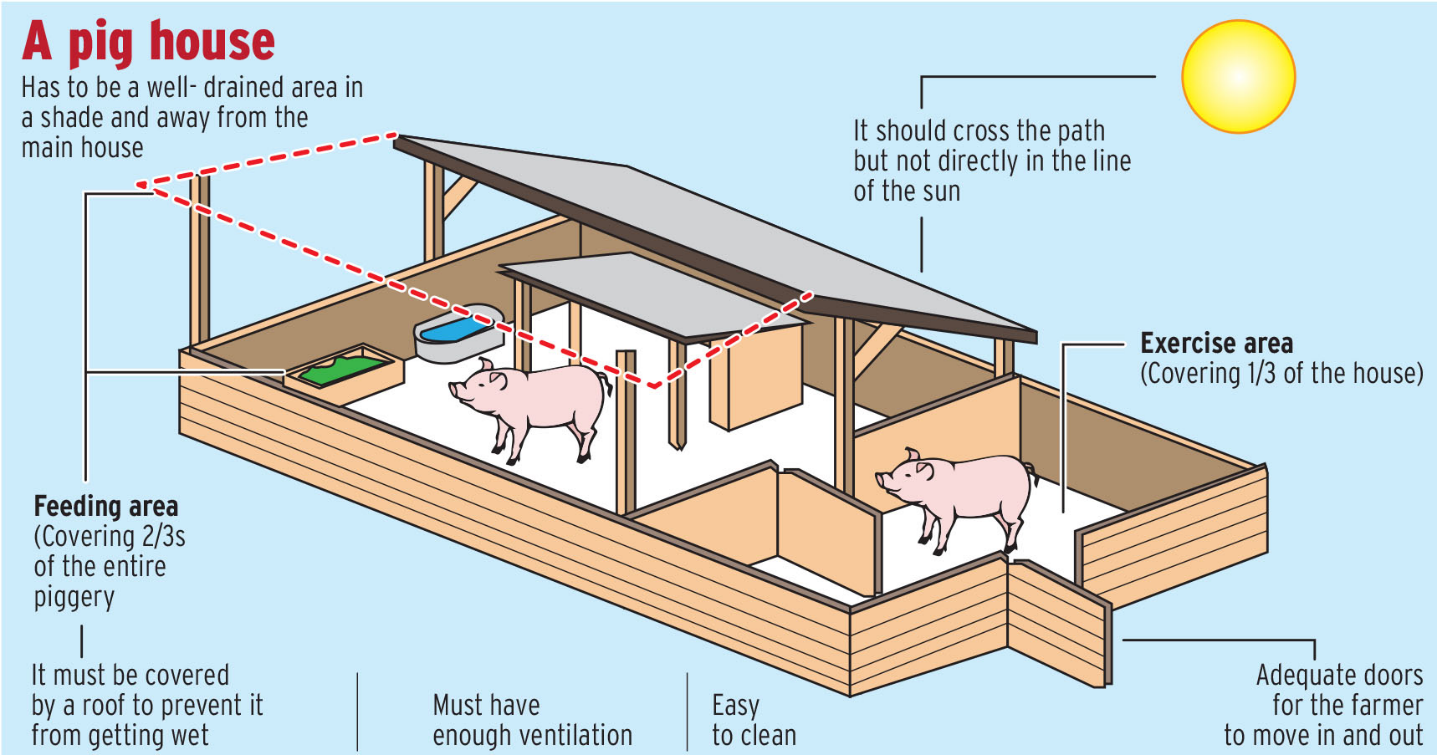 A pig house
Has to be a well- drained area in
a shade and away from the
main house
It should cross the path
but not directly in the line
of the sun
Exercise area
(Covering 1/3 of the house)
Feeding area
(Covering 2/3s
of the entire
piggery
It must be covered
by a roof to prevent it
from getting wet
Must have
enough ventilation
Easy
to clean
Adequate doors
for the farmer
to move in and out